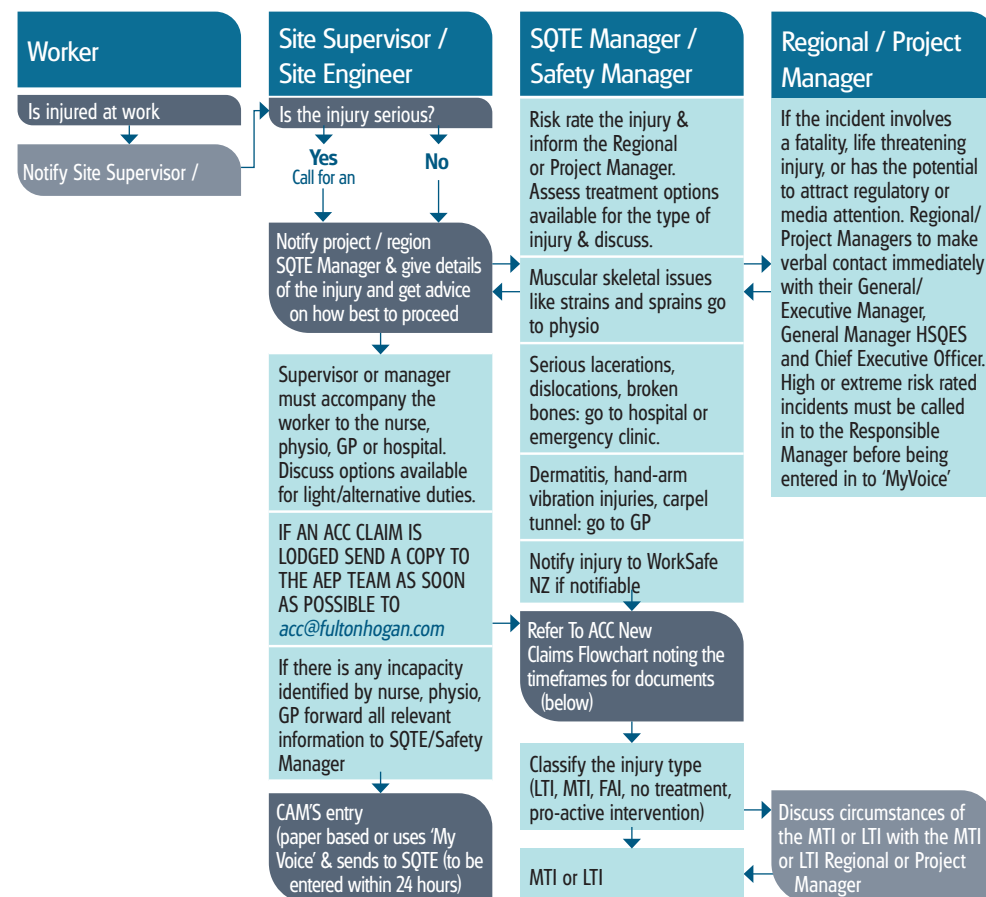 Worker
Is injured at work
Notify Site Supervisor /
Site Supervisor /
Site Engineer
Is the injury serious?
Yes
Call for an
No
Notify project / region
SQTE Manager & give details
of the injury and get advice
on how best to proceed
Supervisor or manager
must accompany the
worker to the nurse,
physio, GP or hospital.
Discuss options available
for light/alternative duties.
IF AN ACC CLAIM IS
LODGED SEND A COPY TO
THE AEP TEAM AS SOON
AS POSSIBLE TO
acc@fultonhogan.com
If there is any incapacity
identified by nurse, physio,
GP forward all relevant
information to SQTE/Safety
Manager
CAM'S entry
(paper based or uses 'My
Voice' & sends to SQTE (to be
entered within 24 hours)
SQTE Manager /
Safety Manager
Risk rate the injury &
inform the Regional
or Project Manager.
Assess treatment options
available for the type of
injury & discuss.
Muscular skeletal issues
like strains and sprains go
to physio
Serious lacerations,
dislocations, broken
bones: go to hospital or
emergency clinic.
Dermatitis, hand-arm
vibration injuries, carpel
tunnel: go to GP
Notify injury to WorkSafe
NZ if notifiable
Refer To ACC New
Claims Flowchart noting the
timeframes for documents
(below)
Classify the injury type
(LTI, MTI, FAI, no treatment,
pro-active intervention)
MTI or LTI
Regional / Project
Manager
If the incident involves
a fatality, life threatening
injury, or has the potential
to attract regulatory or
media attention. Regional/
Project Managers to make
verbal contact immediately
with their General/
Executive Manager,
General Manager HSQES
and Chief Executive Officer.
High or extreme risk rated
incidents must be called
in to the Responsible
Manager before being
entered in to 'MyVoice'
Discuss circumstances of
the MTI or LTI with the MTI
or LTI Regional or Project
Manager